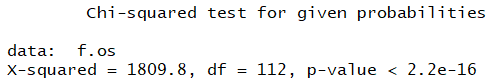 Chi-squared test for given probabilities
data:  f.os
X-squared = 1809.8, df = 112, p-value < 2.2e-16